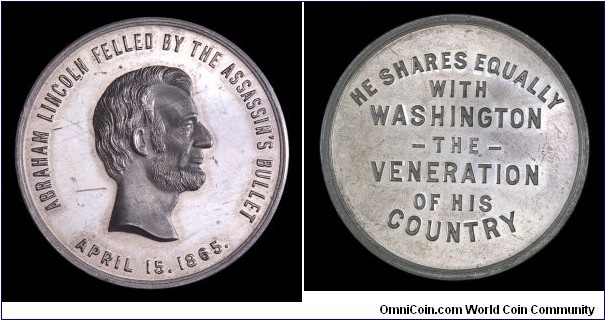 ABRAHAM LINCOLN FELLED BY THE ASSASSIN'S BULLET
APRIL 15. 1865.
HE SHARES EQUALLY
WITH
WASHINGTON
- THE -
VENERATION
OF HIS
COUNTRY
OmniCoin.com World Coin Community